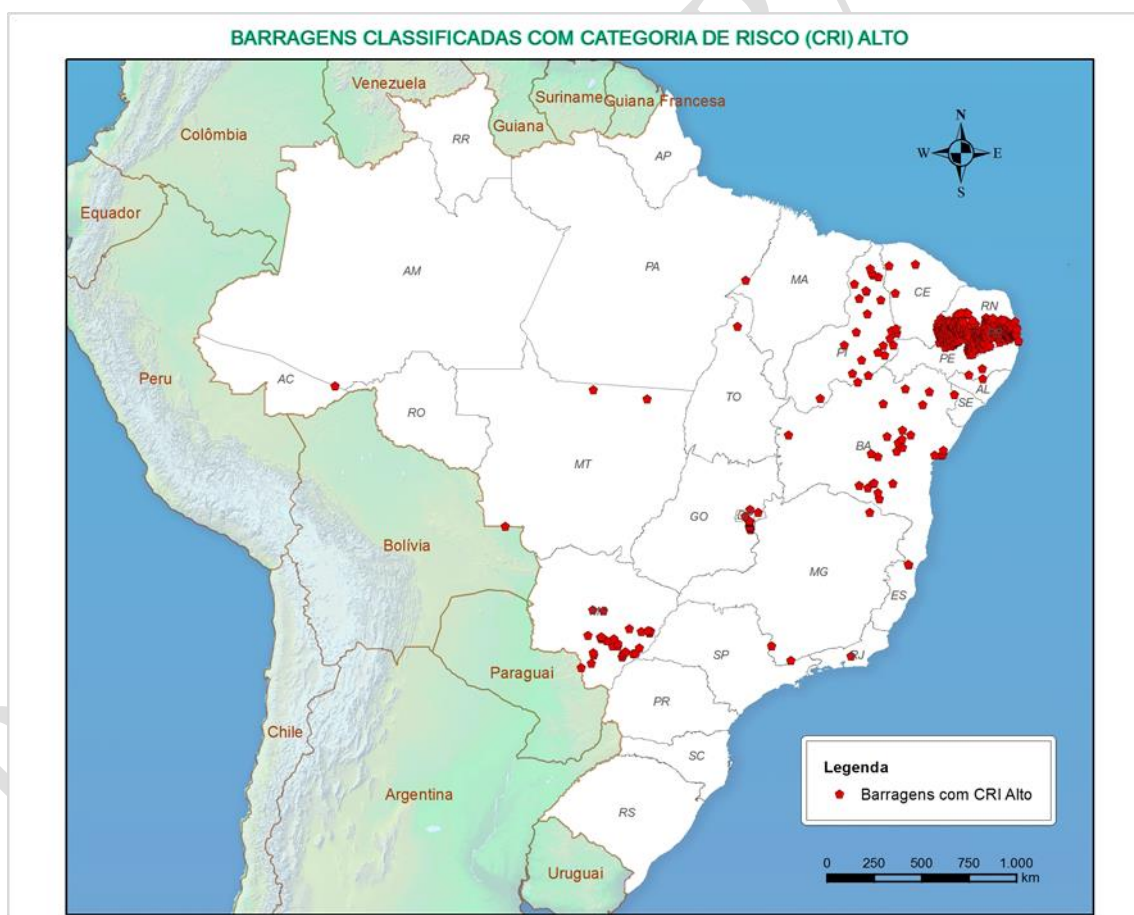 BARRAGENS CLASSIFICADAS COM CATEGORIA DE RISCO (CRI) ALTO
Venezuela
Suriname
Guiana Francesa
Colômbia
Guiana
RR
AP
N
W
E
S
Equador
AM
PA
MA
CE
RN
PI
PE
Peru
AC
AL
RO
TO
SE
BA
MT
GO
Bolívia
MG
ES
SP
RJ
Paraguai
PR
Chile
SC
Argentina
RS
Uruguai
Legenda
Barragens com CRI Alto
0 250 500 750 1.000
km